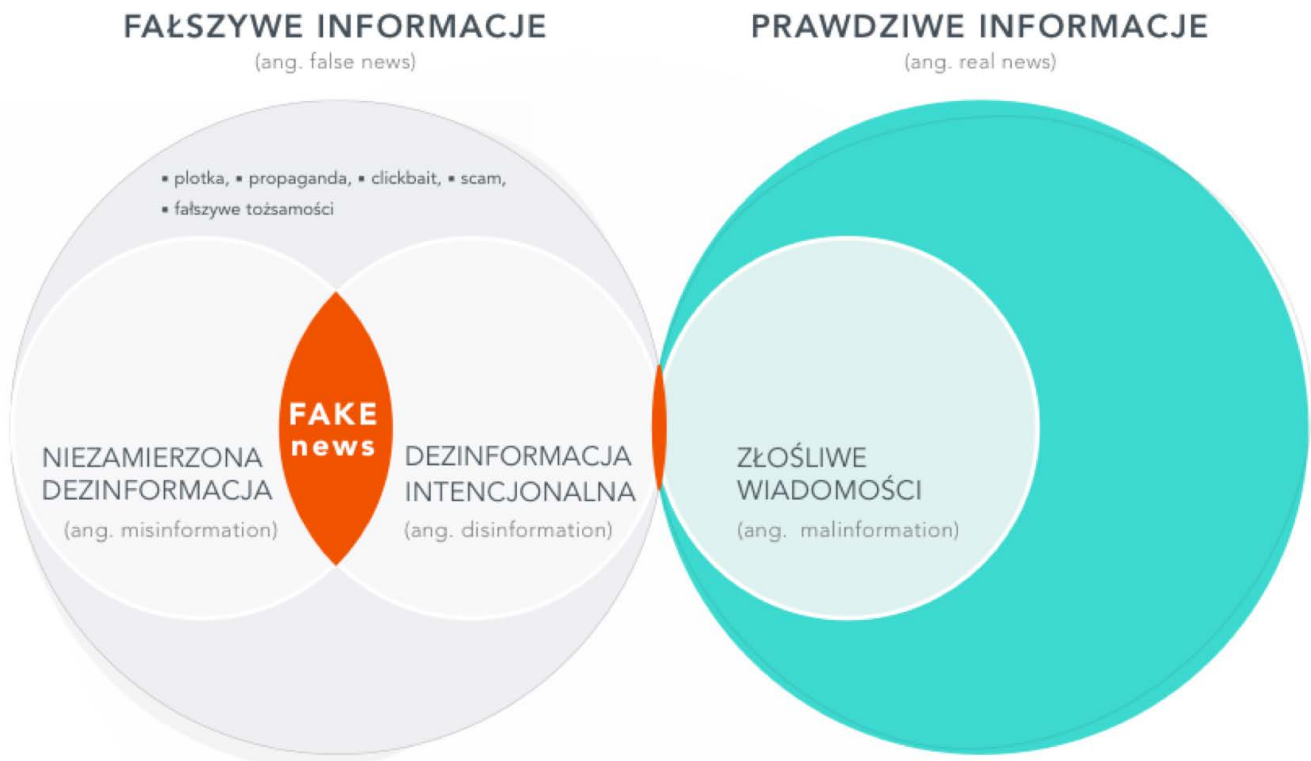 FAŁSZYWE INFORMACJE
(ang. false news)
PRAWDZIWE INFORMACJE
(ang. real news)
▪ plotka, ▪ propaganda, ▪ clickbait, ▪ scam,
▪ fałszywe tożsamości
NIEZAMIERZONA
DEZINFORMACJA
(ang. misinformation)
FAKE
news
DEZINFORMACJA
INTENCJONALNA
(ang. disinformation)
ZŁOŚLIWE
WIADOMOŚCI
(ang. malinformation)